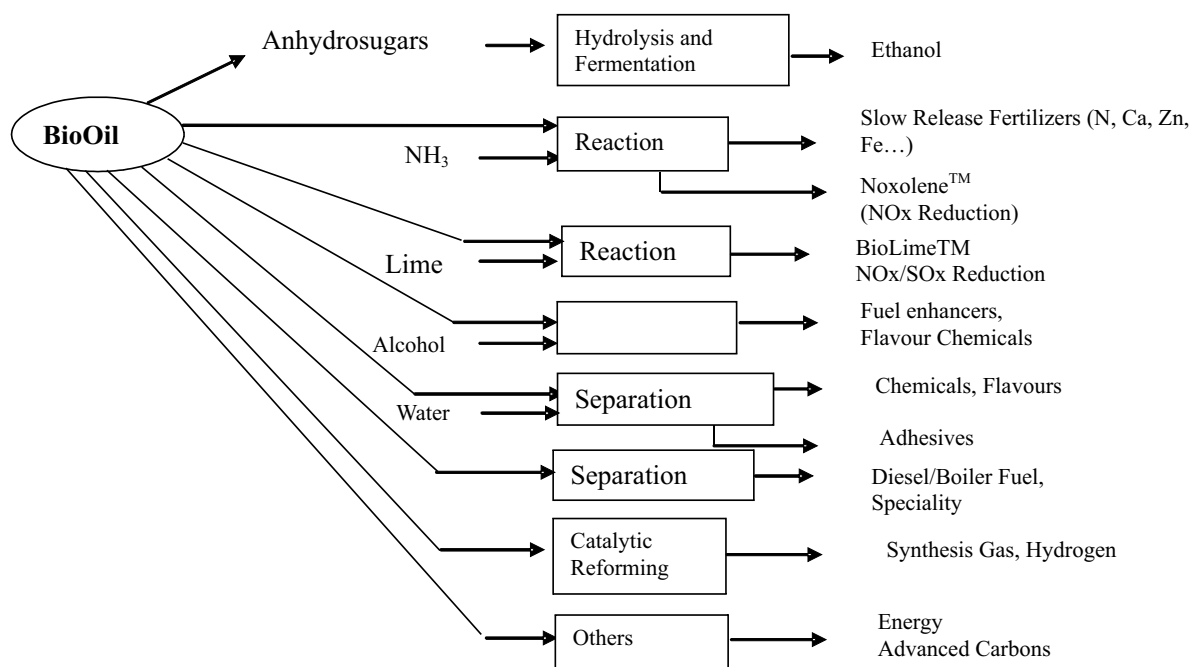 Anhydrosugars
Hydrolysis and
Fermentation
Ethanol
BioOil
NH₃
Reaction
Slow Release Fertilizers (N, Ca, Zn,
Fe…)
Noxolene™
(NOx Reduction)
Lime
Reaction
BioLimeTM
NOx/SOx Reduction
Alcohol
Fuel enhancers,
Flavour Chemicals
Water
Separation
Chemicals, Flavours
Adhesives
Separation
Diesel/Boiler Fuel,
Speciality
Catalytic
Reforming
Synthesis Gas, Hydrogen
Others
Energy
Advanced Carbons